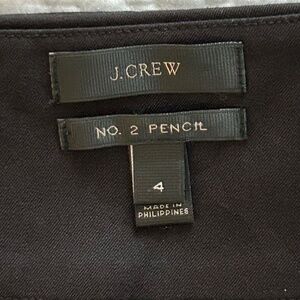 J.CREW
NO. 2 PENCIL
4
MADE IN
PHILIPPINES